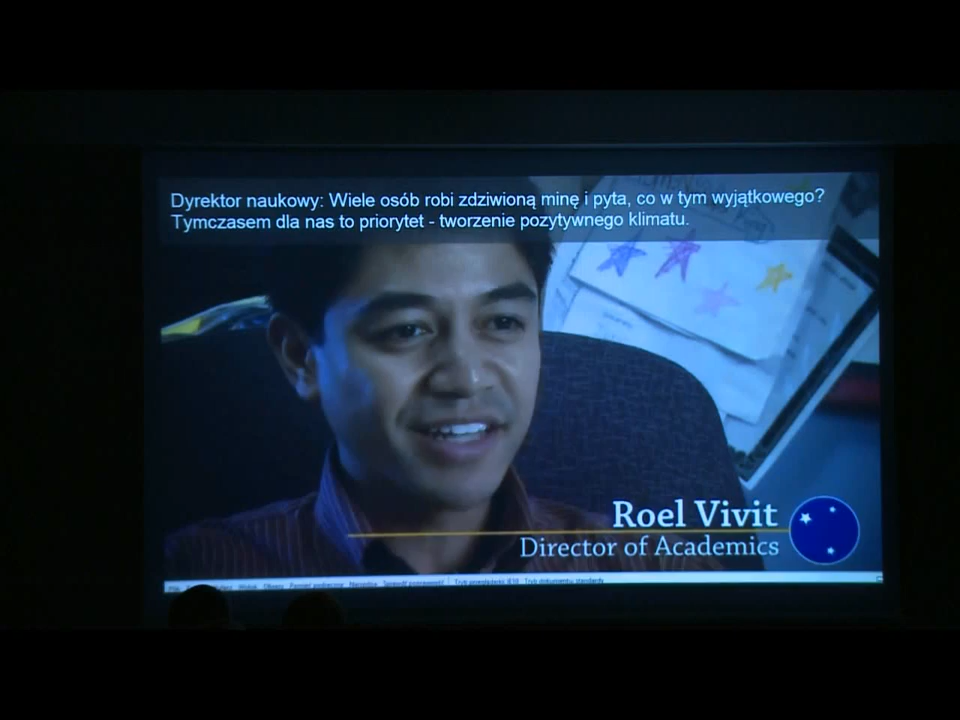 Dyrektor naukowy: Wiele osób robi zdziwioną minę i pyta, co w tym wyjątkowego?
Tymczasem dla nas to priorytet - tworzenie pozytywnego klimatu.
Roel Vivit
Director of Academics